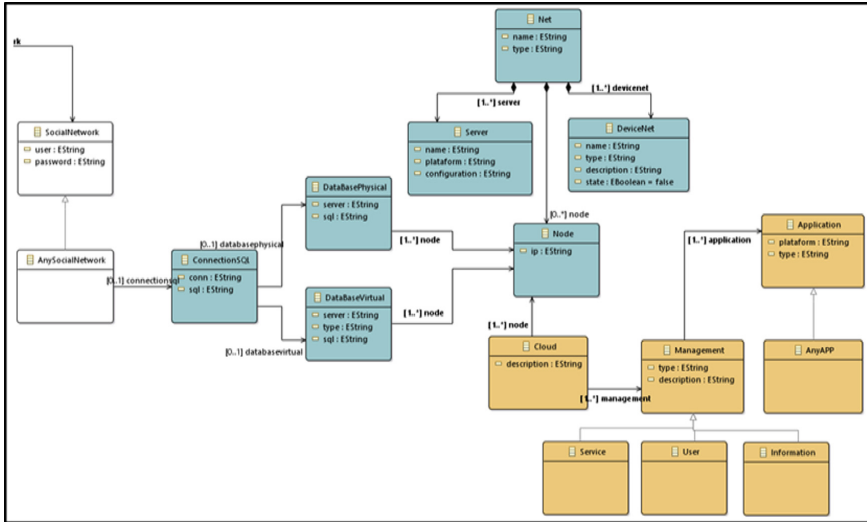 Net
name : EString
type : EString
rk
[1..*] server
[1..*] devicenet
SocialNetwork
user : EString
password : EString
Server
name : EString
plataform : EString
configuration : EString
DeviceNet
name : EString
type : EString
description : EString
state : EBoolean = false
DataBasePhysical
server : EString
sql : EString
[0..*] node
[0..1] databasephysical
[1..*] node
Node
ip : EString
[1..*] application
Application
plataform : EString
type : EString
AnySocialNetwork
[0..1] connectionsql
ConnectionSQl
conn : EString
sql : EString
DataBaseVirtual
server : EString
type : EString
sql : EString
[1..*] node
[0..1] databasevirtual
[1..*] node
Cloud
description : EString
Management
type : EString
description : EString
AnyAPP
[1..*] management
Service
User
Information